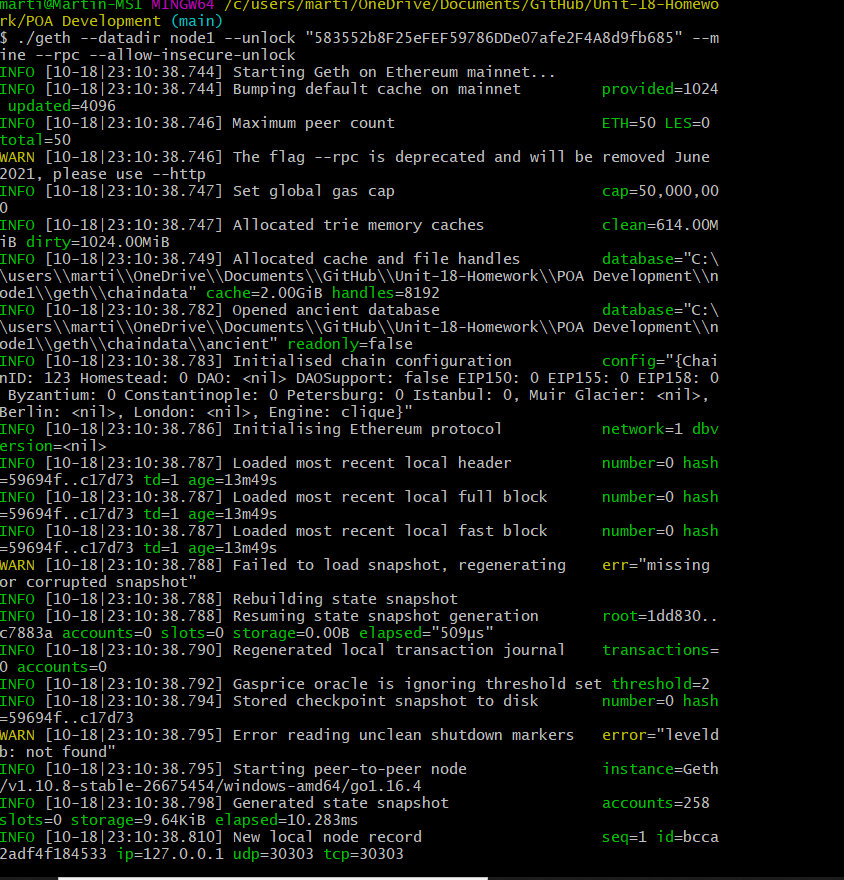 marti@Martin-MSI MINGW64 /c/users/marti/OneDrive/Documents/GitHub/Unit-18-Homewo
rk/POA Development (main)
$ ./geth --datadir node1 --unlock "583552b8F25eFEF59786DDe07afe2F4A8d9fb685" --m
ine --rpc --allow-insecure-unlock
INFO [10-18|23:10:38.744] Starting Geth on Ethereum mainnet...
INFO [10-18|23:10:38.744] Bumping default cache on mainnet         provided=1024
 updated=4096
INFO [10-18|23:10:38.746] Maximum peer count                       ETH=50 LES=0
total=50
WARN [10-18|23:10:38.746] The flag --rpc is deprecated and will be removed June
2021, please use --http
INFO [10-18|23:10:38.747] Set global gas cap                       cap=50,000,00
0
INFO [10-18|23:10:38.747] Allocated trie memory caches             clean=614.00M
iB dirty=1024.00MiB
INFO [10-18|23:10:38.749] Allocated cache and file handles         database="C:\
\users\\marti\\OneDrive\\Documents\\GitHub\\Unit-18-Homework\\POA Development\\n
ode1\\geth\\chaindata" cache=2.00GiB handles=8192
INFO [10-18|23:10:38.782] Opened ancient database                  database="C:\
\users\\marti\\OneDrive\\Documents\\GitHub\\Unit-18-Homework\\POA Development\\n
ode1\\geth\\chaindata\\ancient" readonly=false
INFO [10-18|23:10:38.783] Initialised chain configuration          config="{Chai
nID: 123 Homestead: 0 DAO: <nil> DAOSupport: false EIP150: 0 EIP155: 0 EIP158: 0
 Byzantium: 0 Constantinople: 0 Petersburg: 0 Istanbul: 0, Muir Glacier: <nil>,
Berlin: <nil>, London: <nil>, Engine: clique}"
INFO [10-18|23:10:38.786] Initialising Ethereum protocol           network=1 dbv
ersion=<nil>
INFO [10-18|23:10:38.787] Loaded most recent local header          number=0 hash
=59694f..c17d73 td=1 age=13m49s
INFO [10-18|23:10:38.787] Loaded most recent local full block      number=0 hash
=59694f..c17d73 td=1 age=13m49s
INFO [10-18|23:10:38.787] Loaded most recent local fast block      number=0 hash
=59694f..c17d73 td=1 age=13m49s
WARN [10-18|23:10:38.788] Failed to load snapshot, regenerating    err="missing
or corrupted snapshot"
INFO [10-18|23:10:38.788] Rebuilding state snapshot
INFO [10-18|23:10:38.788] Resuming state snapshot generation       root=1dd830..
c7883a accounts=0 slots=0 storage=0.00B elapsed="509µs"
INFO [10-18|23:10:38.790] Regenerated local transaction journal    transactions=
0 accounts=0
INFO [10-18|23:10:38.792] Gasprice oracle is ignoring threshold set threshold=2
INFO [10-18|23:10:38.794] Stored checkpoint snapshot to disk       number=0 hash
=59694f..c17d73
WARN [10-18|23:10:38.795] Error reading unclean shutdown markers   error="leveld
b: not found"
INFO [10-18|23:10:38.795] Starting peer-to-peer node               instance=Geth
/v1.10.8-stable-26675454/windows-amd64/go1.16.4
INFO [10-18|23:10:38.798] Generated state snapshot                 accounts=258
slots=0 storage=9.64KiB elapsed=10.283ms
INFO [10-18|23:10:38.810] New local node record                    seq=1 id=bcca
2adf4f184533 ip=127.0.0.1 udp=30303 tcp=30303